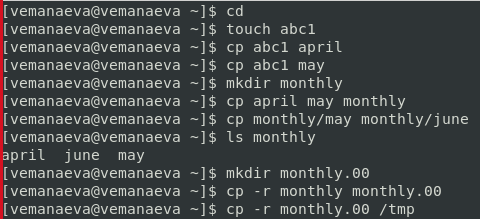 [vemanaeva@vemanaeva ~]$ cd
[vemanaeva@vemanaeva ~]$ touch abc1
[vemanaeva@vemanaeva ~]$ cp abc1 april
[vemanaeva@vemanaeva ~]$ cp abc1 may
[vemanaeva@vemanaeva ~]$ mkdir monthly
[vemanaeva@vemanaeva ~]$ cp april may monthly
[vemanaeva@vemanaeva ~]$ cp monthly/may monthly/june
[vemanaeva@vemanaeva ~]$ ls monthly
april  june  may
[vemanaeva@vemanaeva ~]$ mkdir monthly.00
[vemanaeva@vemanaeva ~]$ cp -r monthly monthly.00
[vemanaeva@vemanaeva ~]$ cp -r monthly.00 /tmp